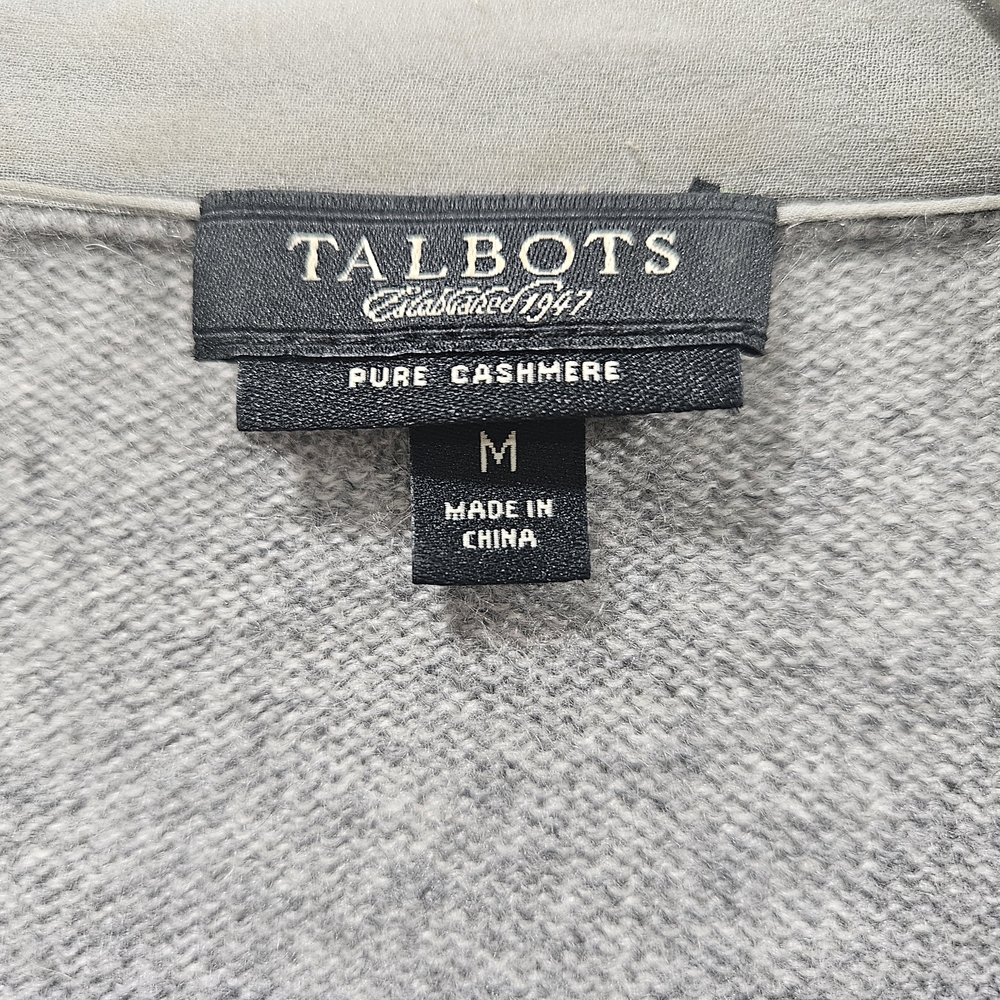 TALBOTS
Established 1947
PURE CASHMERE
M
MADE IN
CHINA